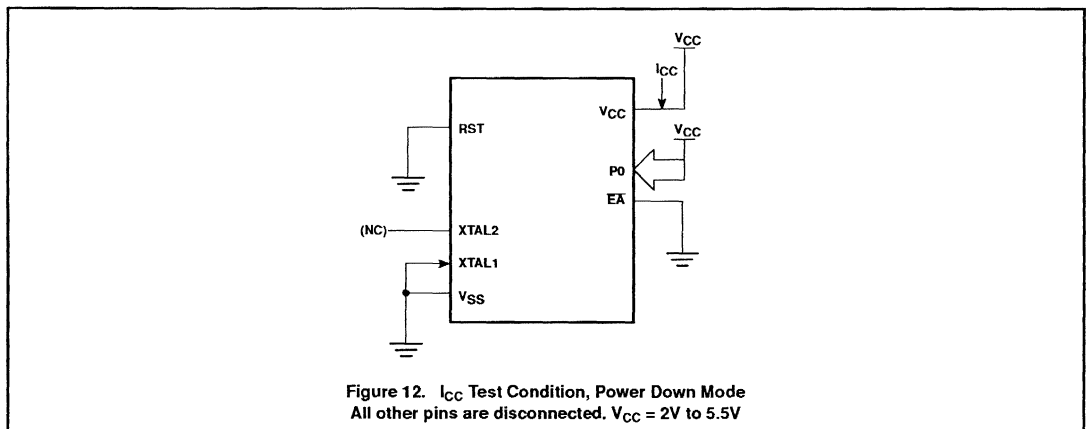 VCC
ICC
VCC
RST
VCC
P0
EA
(NC)
XTAL2
XTAL1
VSS
Figure 12. ICC Test Condition, Power Down Mode
All other pins are disconnected. VCC = 2V to 5.5V